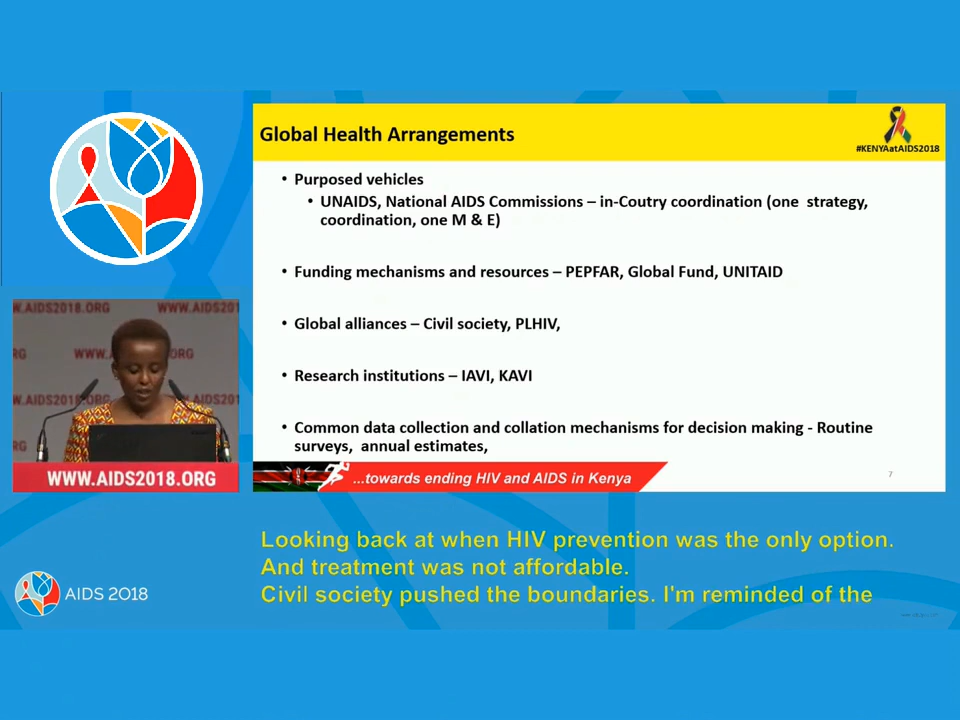 Global Health Arrangements
#KENYAatAIDS2018
• Purposed vehicles
• UNAIDS, National AIDS Commissions – in-Coutry coordination (one strategy,
coordination, one M & E)
• Funding mechanisms and resources – PEPFAR, Global Fund, UNITAID
• Global alliances – Civil society, PLHIV,
• Research institutions – IAVI, KAVI
• Common data collection and collation mechanisms for decision making - Routine
surveys, annual estimates,
...towards ending HIV and AIDS in Kenya
7
W.AIDS2018.ORG
WWW.AIDS201
RG
WWW.
ORG
W.AIDS2018
AIDS201
RG
WWW.AIDS2018.ORG
Looking back at when HIV prevention was the only option.
And treatment was not affordable.
Civil society pushed the boundaries. I'm reminded of the
AIDS 2018